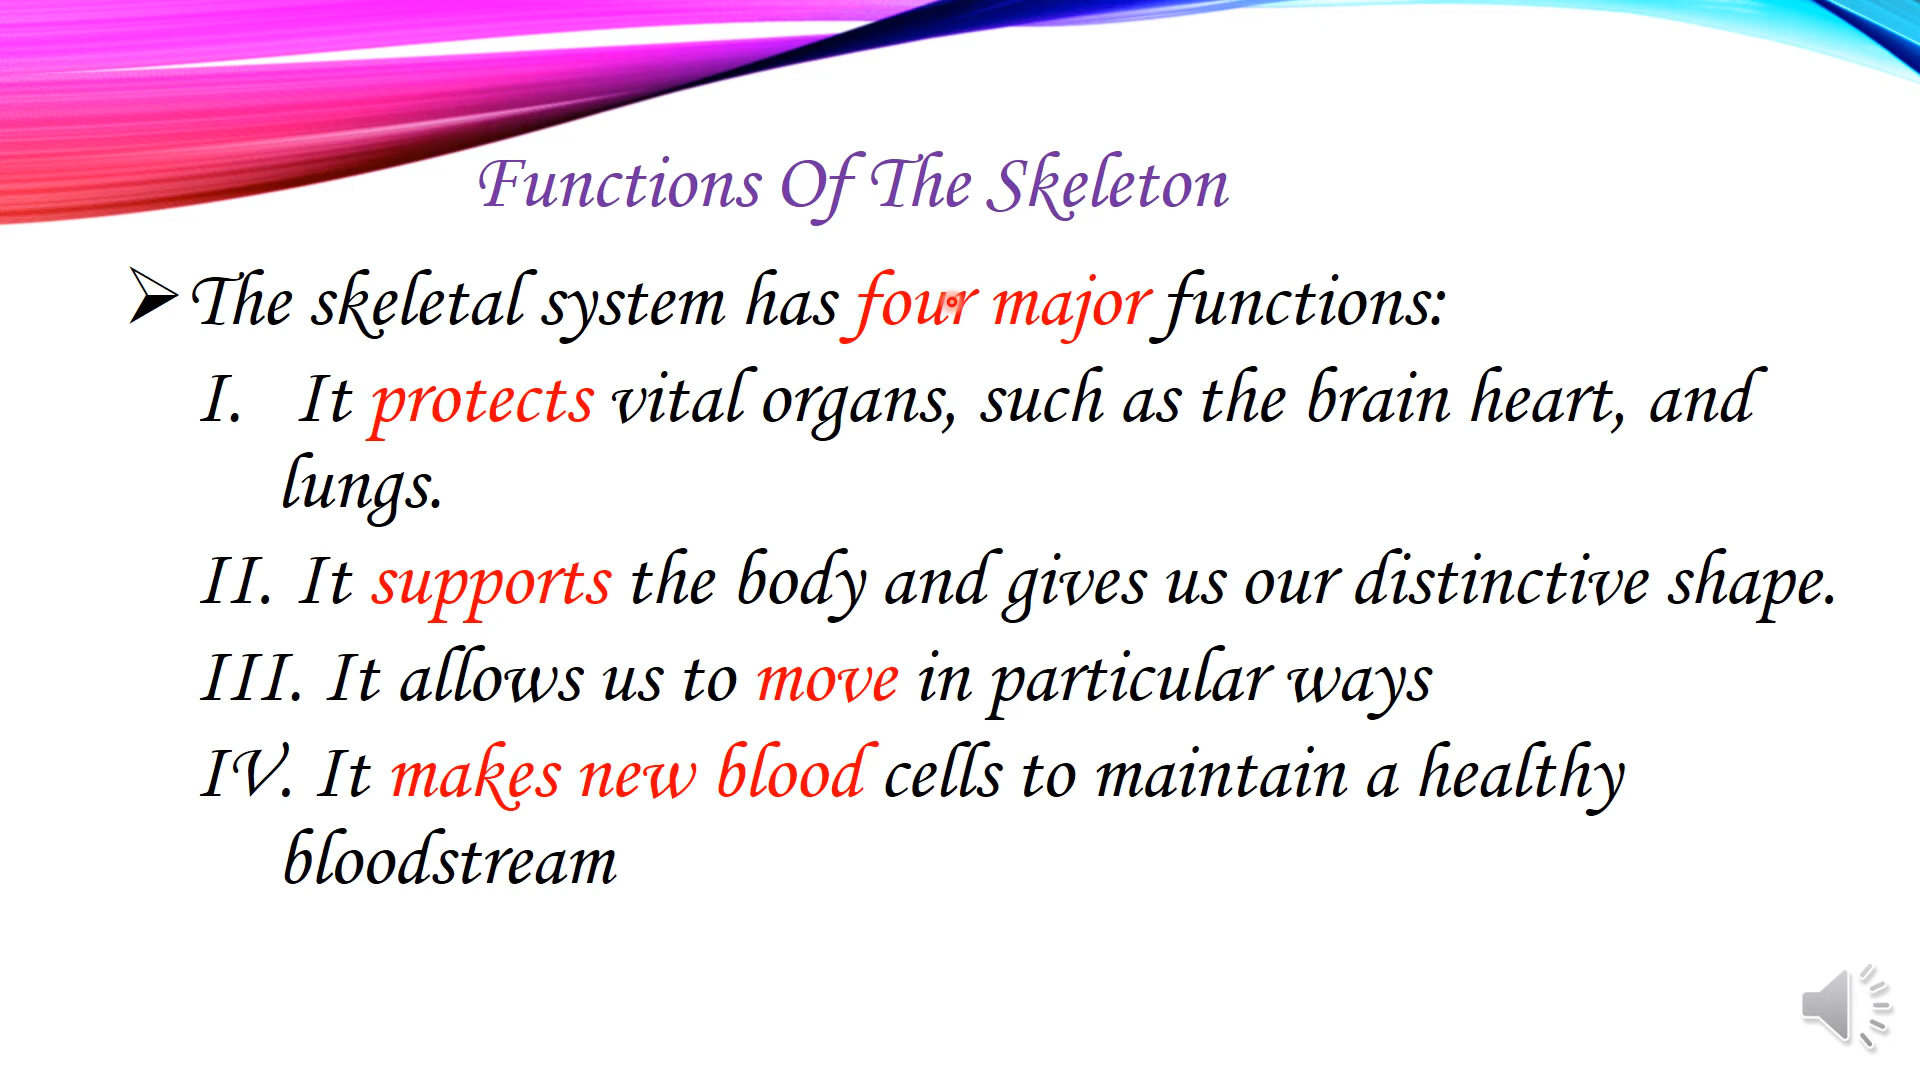 Functions Of The Skeleton
The skeletal system has four major functions:
I. It protects vital organs, such as the brain heart, and
lungs.
II. It supports the body and gives us our distinctive shape.
III. It allows us to move in particular ways
IV. It makes new blood cells to maintain a healthy
bloodstream